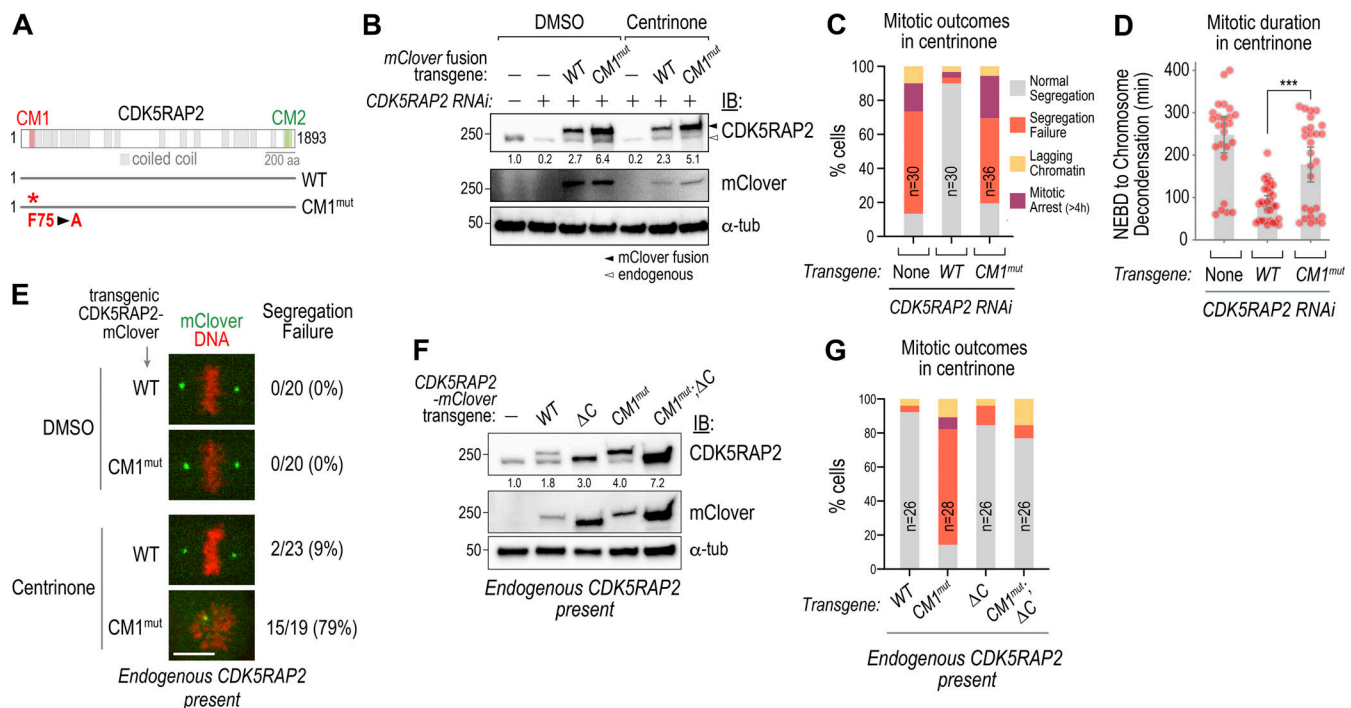 A
CM1
CDK5RAP2
CM2
1
1893
coiled coil
200 aa
1
WT
*
1
CM1mut
F75►A
B
DMSO
Centrinone
mClover fusion
transgene:
—
—
WT
CM1mut
—
WT
CM1mut
CDK5RAP2 RNAi:
—
+
+
+
+
+
+
IB:
250
CDK5RAP2
1.0
0.2
2.7
6.4
0.2
2.3
5.1
250
mClover
50
α-tub
◄ mClover fusion
◅ endogenous
C
Mitotic outcomes
in centrinone
% cells
100
80
60
40
20
0
n=30
n=30
n=36
Normal
Segregation
Segregation
Failure
Lagging
Chromatin
Mitotic
Arrest (>4h)
Transgene:
None
WT
CM1mut
CDK5RAP2 RNAi
D
Mitotic duration
in centrinone
NEBD to Chromosome
Decondensation (min)
400
300
200
100
0
***
Transgene:
None
WT
CM1mut
CDK5RAP2 RNAi
E
transgenic
CDK5RAP2-
mClover
mClover
DNA
Segregation
Failure
DMSO
WT
0/20 (0%)
CM1mut
0/20 (0%)
Centrinone
WT
2/23 (9%)
CM1mut
15/19 (79%)
Endogenous CDK5RAP2
present
F
CDK5RAP2
-mClover
transgene:
—
WT
ΔC
CM1mut
CM1mut;ΔC
IB:
250
CDK5RAP2
1.0
1.8
3.0
4.0
7.2
250
mClover
50
α-tub
Endogenous CDK5RAP2
present
G
Mitotic outcomes
in centrinone
% cells
100
80
60
40
20
0
n=26
n=28
n=26
n=26
Transgene:
WT
CM1mut
ΔC
CM1mut;
ΔC
Endogenous CDK5RAP2
present